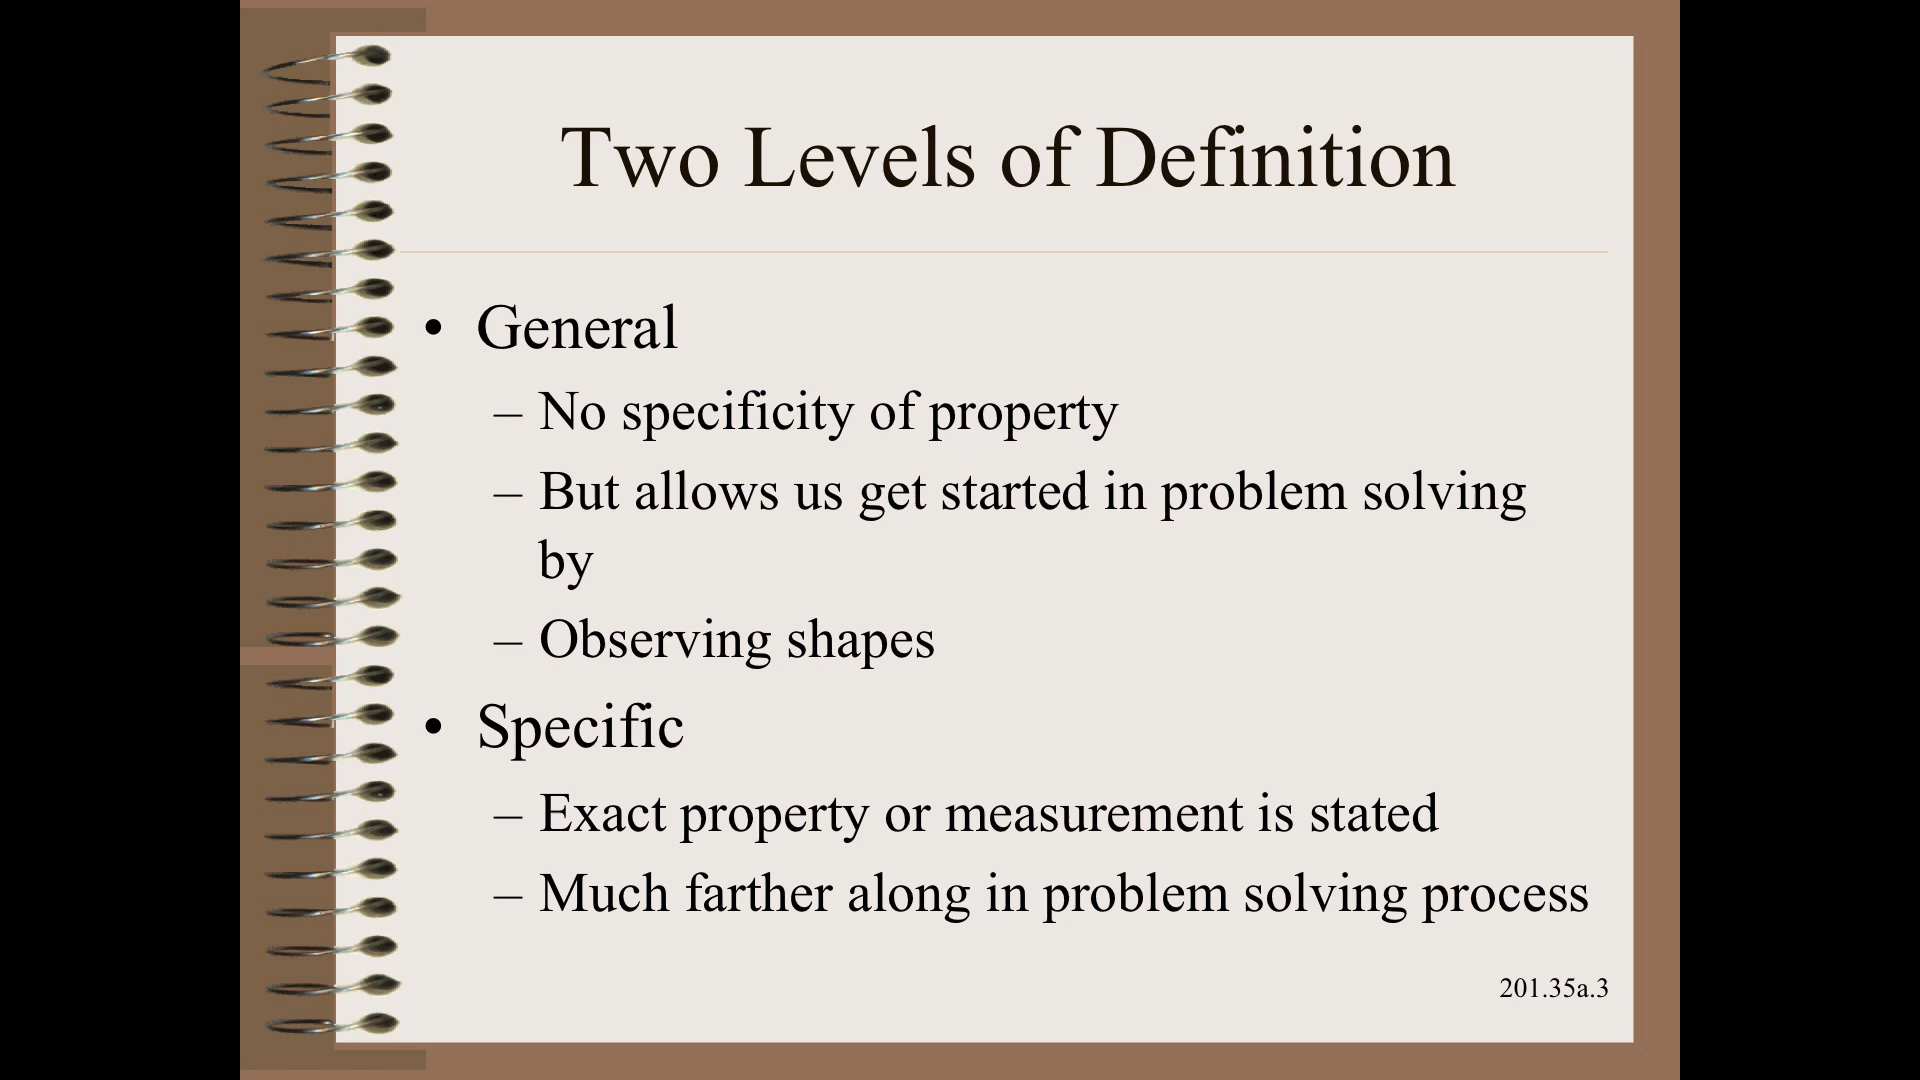 Two Levels of Definition
• General
– No specificity of property
– But allows us get started in problem solving
by
– Observing shapes
• Specific
– Exact property or measurement is stated
– Much farther along in problem solving process
201.35a.3